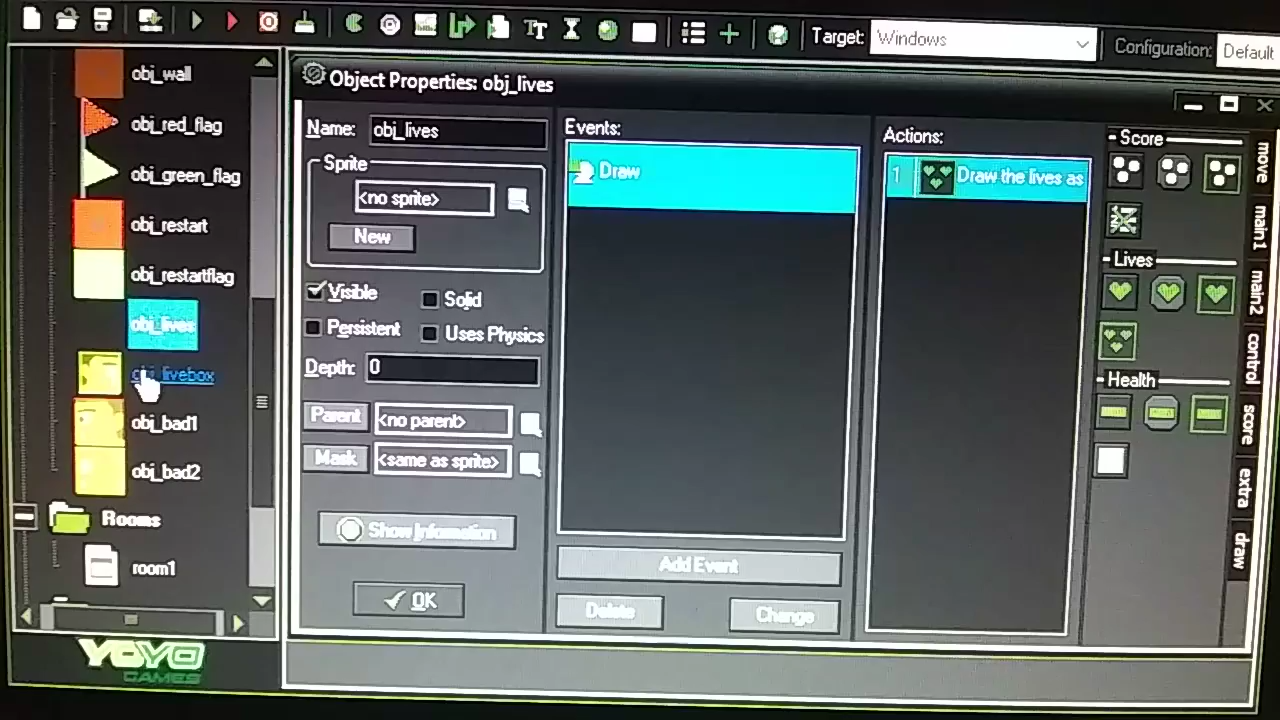 Target: Windows
Configuration: Default
obj_wall
obj_red_flag
obj_green_flag
obj_restart
obj_restartflag
obj_lives
obj_livebox
obj_bad1
obj_bad2
Rooms
room1
YOYO
GAMES
Object Properties: obj_lives
Name: obj_lives
Sprite
<no sprite>
New
Visible
Solid
Persistent
Uses Physics
Depth: 0
Parent <no parent>
Mask <same as sprite>
Show Information
OK
Events:
Draw
Add Event
Delete
Change
Actions:
1 Draw the lives as
Score
Lives
Health
move
main1
main2
control
score
extra
draw